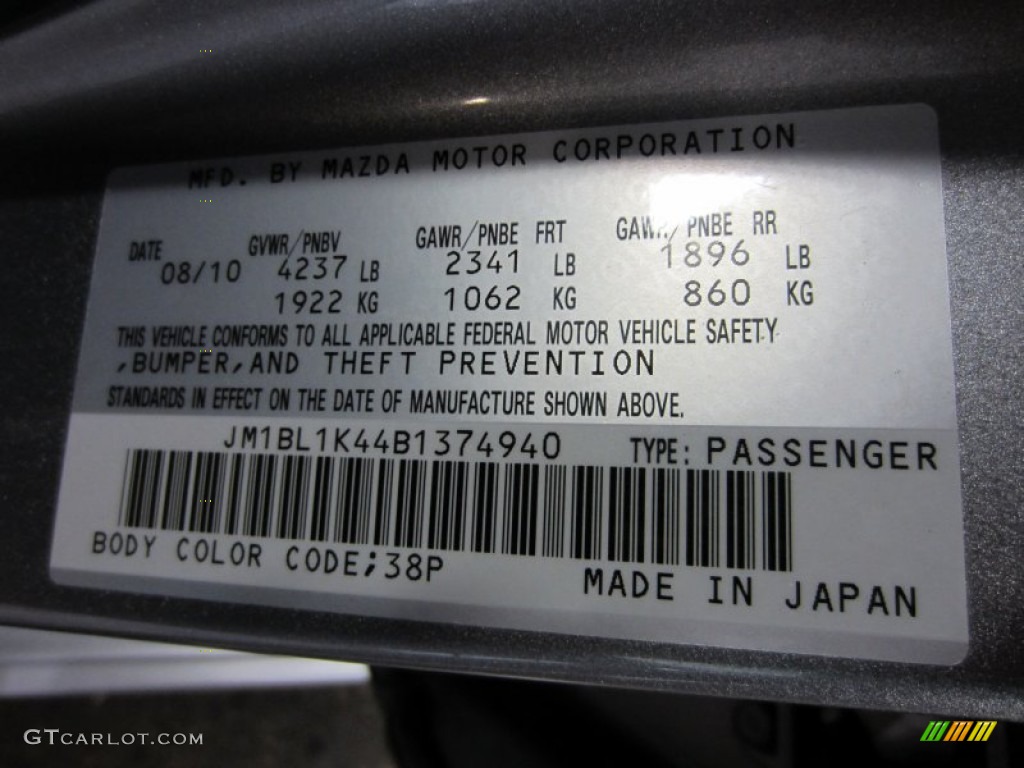 MFD. BY MAZDA MOTOR CORPORATION
DATE GVWR/PNBV GAWR/PNBE FRT GAWR/PNBE RR
08/10 4237 LB 2341 LB 1896 LB
1922 KG 1062 KG 860 KG
THIS VEHICLE CONFORMS TO ALL APPLICABLE FEDERAL MOTOR VEHICLE SAFETY
,BUMPER,AND THEFT PREVENTION
STANDARDS IN EFFECT ON THE DATE OF MANUFACTURE SHOWN ABOVE.
JM1BL1K44B1374940 TYPE: PASSENGER
BODY COLOR CODE;38P
MADE IN JAPAN
GTCARLOT.COM